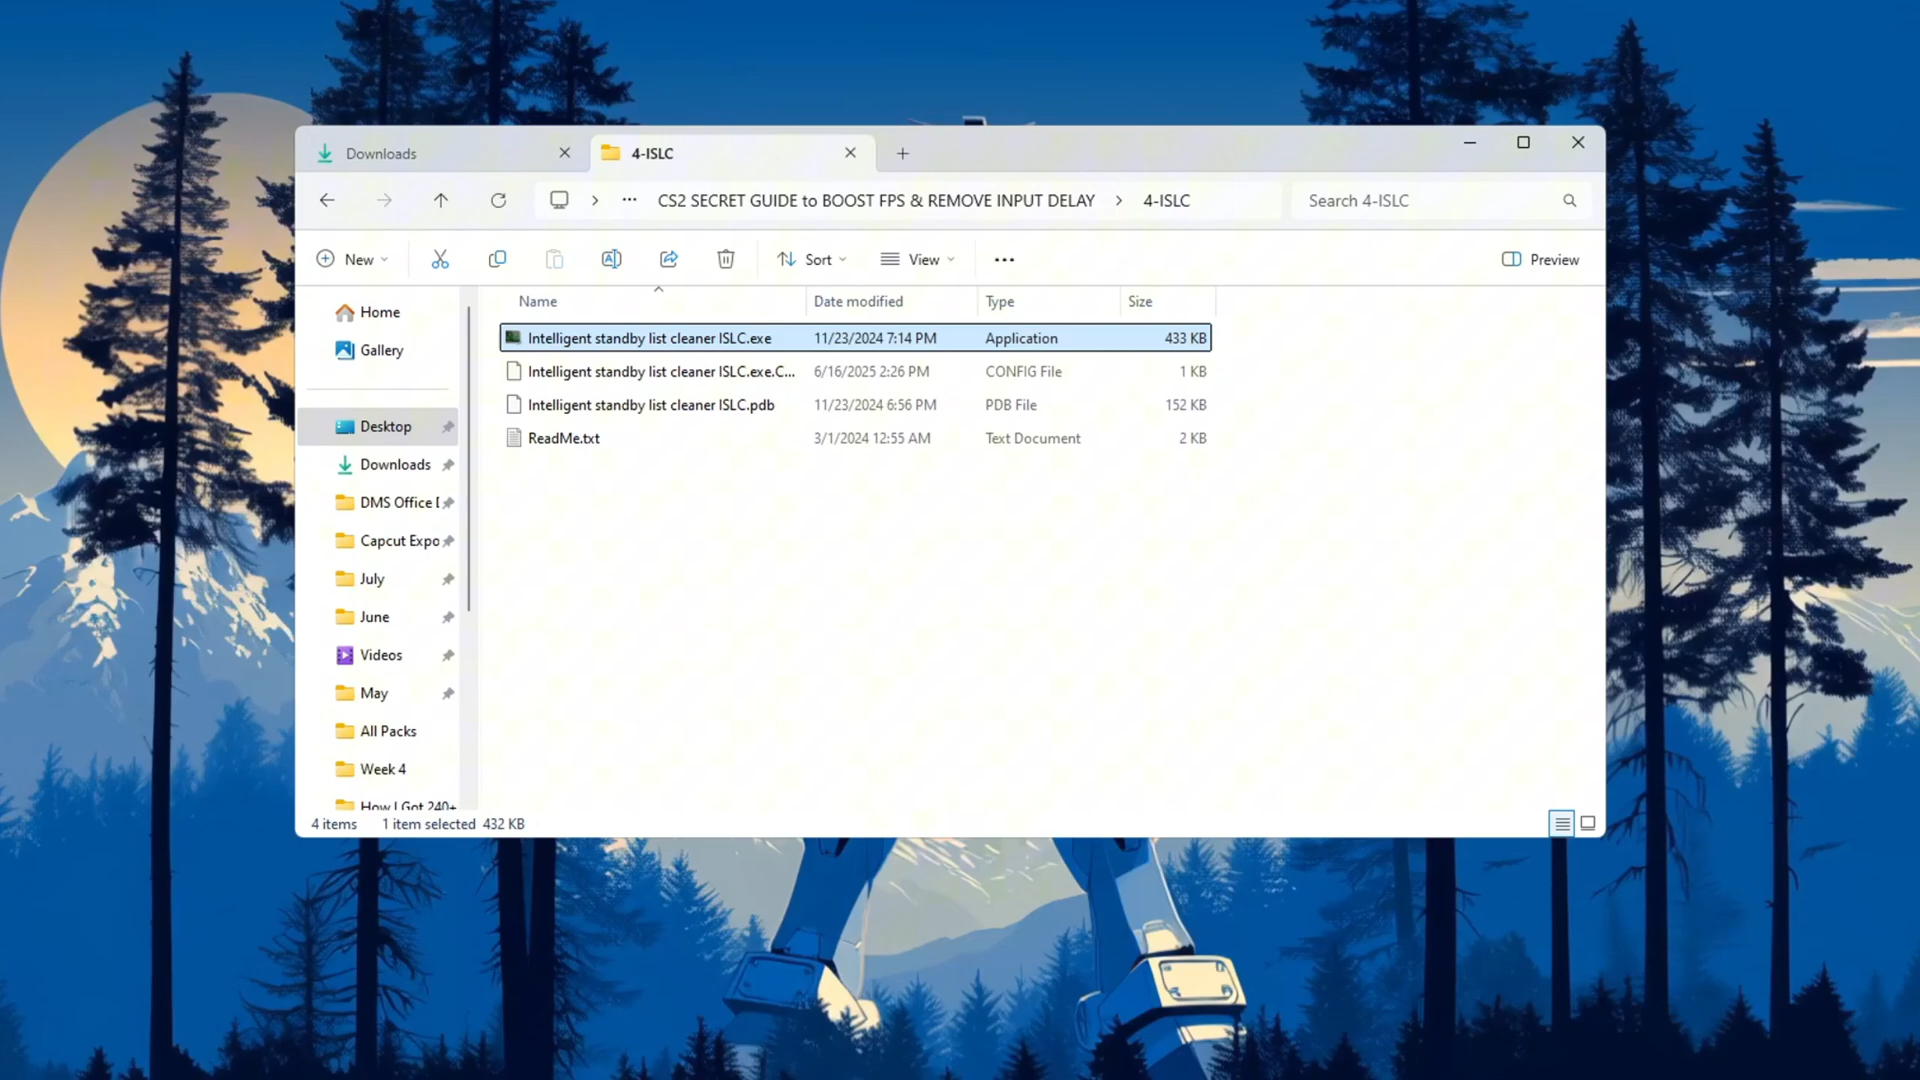 Downloads
4-ISLC
CS2 SECRET GUIDE to BOOST FPS & REMOVE INPUT DELAY
4-ISLC
Search 4-ISLC
New
Sort
View
Preview
Name Date modified Type Size
Intelligent standby list cleaner ISLC.exe 11/23/2024 7:14 PM Application 433 KB
Intelligent standby list cleaner ISLC.exe.C... 6/16/2025 2:26 PM CONFIG File 1 KB
Intelligent standby list cleaner ISLC.pdb 11/23/2024 6:56 PM PDB File 152 KB
ReadMe.txt 3/1/2024 12:55 AM Text Document 2 KB
Home
Gallery
Desktop
Downloads
DMS Office
Capcut Expo
July
June
Videos
May
All Packs
Week 4
How I Got 240+
4 items 1 item selected 432 KB